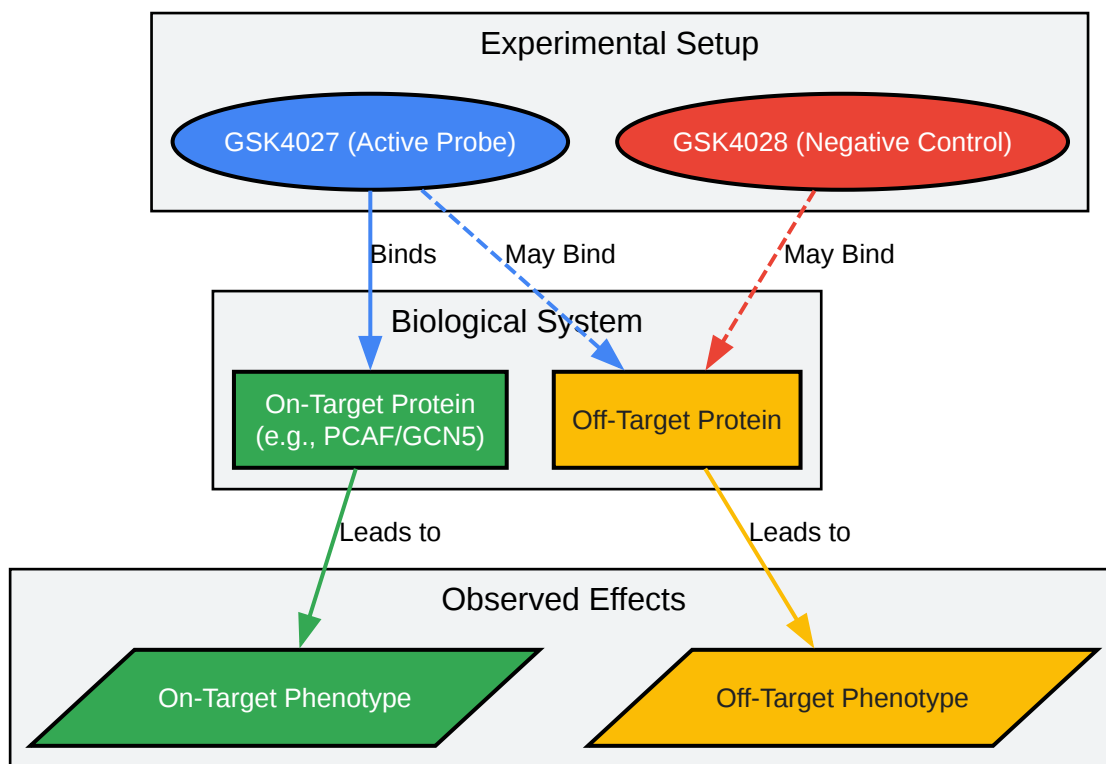 Experimental Setup
GSK4027 (Active Probe)
GSK4028 (Negative Control)
Binds
May Bind
May Bind
Biological System
On-Target Protein
(e.g., PCAF/GCN5)
Off-Target Protein
Leads to
Leads to
Observed Effects
On-Target Phenotype
Off-Target Phenotype